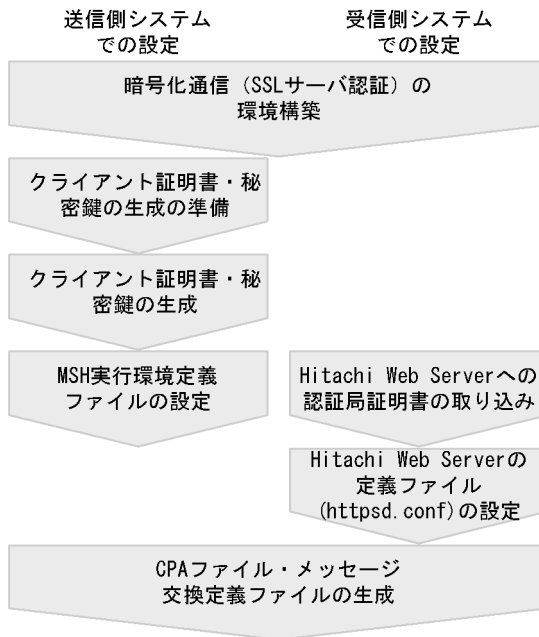 送信側システム
での設定
受信側システム
での設定
暗号化通信（SSLサーバ認証）の
環境構築
クライアント証明書・秘
密鍵の生成の準備
クライアント証明書・秘
密鍵の生成
MSH実行環境定義
ファイルの設定
Hitachi Web Serverへの
認証局証明書の取り込み
Hitachi Web Serverの
定義ファイル
(httpsd.conf)の設定
CPAファイル・メッセージ
交換定義ファイルの生成